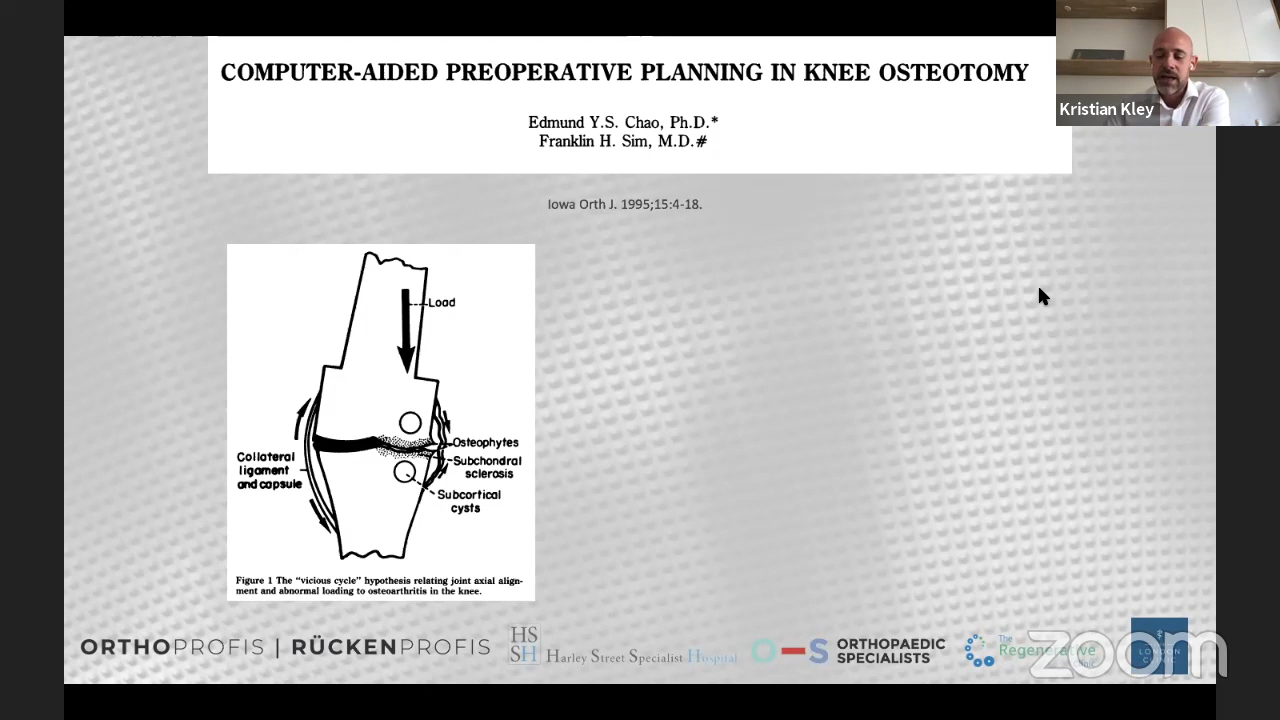 COMPUTER-AIDED PREOPERATIVE PLANNING IN KNEE OSTEOTOMY
Edmund Y.S. Chao, Ph.D.*
Franklin H. Sim, M.D.#
Kristian Kley
Iowa Orth J. 1995;15:4-18.
Load
Osteophytes
Subchondral
sclerosis
Collateral
ligament
and capsule
Subcortical
cysts
Figure 1 The "vicious cycle" hypothesis relating joint axial align-
ment and abnormal loading to osteoarthritis in the knee.
ORTHOPROFIS | RÜCKENPROFIS
HS
SH
Harley Street Specialist Hospital
O-S
ORTHOPAEDIC
SPECIALISTS
The
Regenerative
Clinic
zoom
LONDON
CLINIC